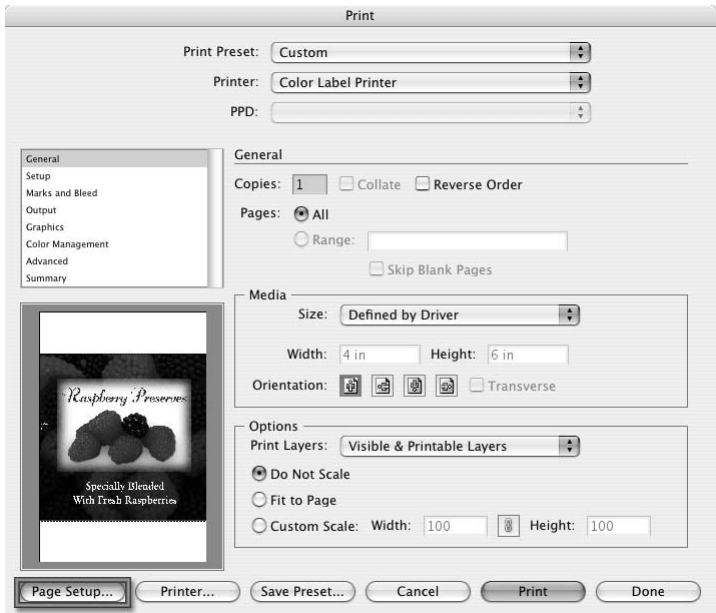 Print
Print Preset: Custom
Printer: Color Label Printer
PPD:
General
Setup
Marks and Bleed
Output
Graphics
Color Management
Advanced
Summary
General
Copies: 1 Collate Reverse Order
Pages: All
Range:
Skip Blank Pages
Media
Size: Defined by Driver
Width: 4 in Height: 6 in
Orientation: Transverse
Options
Print Layers: Visible & Printable Layers
Do Not Scale
Fit to Page
Custom Scale: Width: 100 Height: 100
Raspberry Preserves
Specially Blended
With Fresh Raspberries
Page Setup... Printer... Save Preset... Cancel Print Done